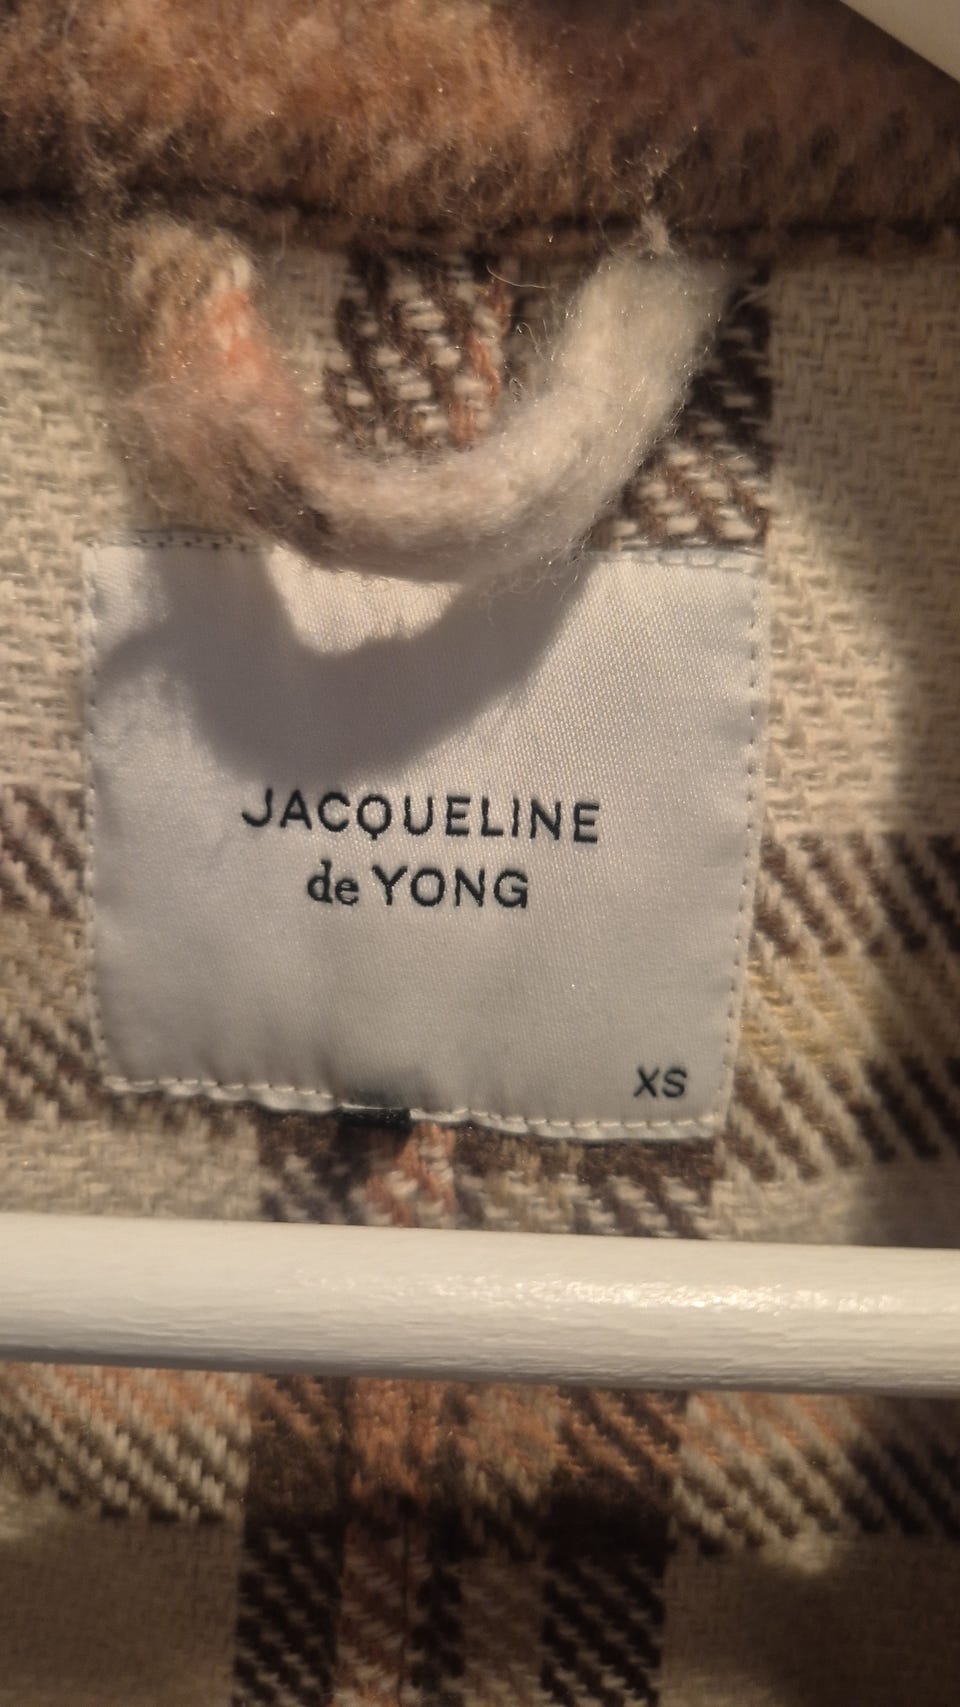 JACQUELINE
de YONG
XS